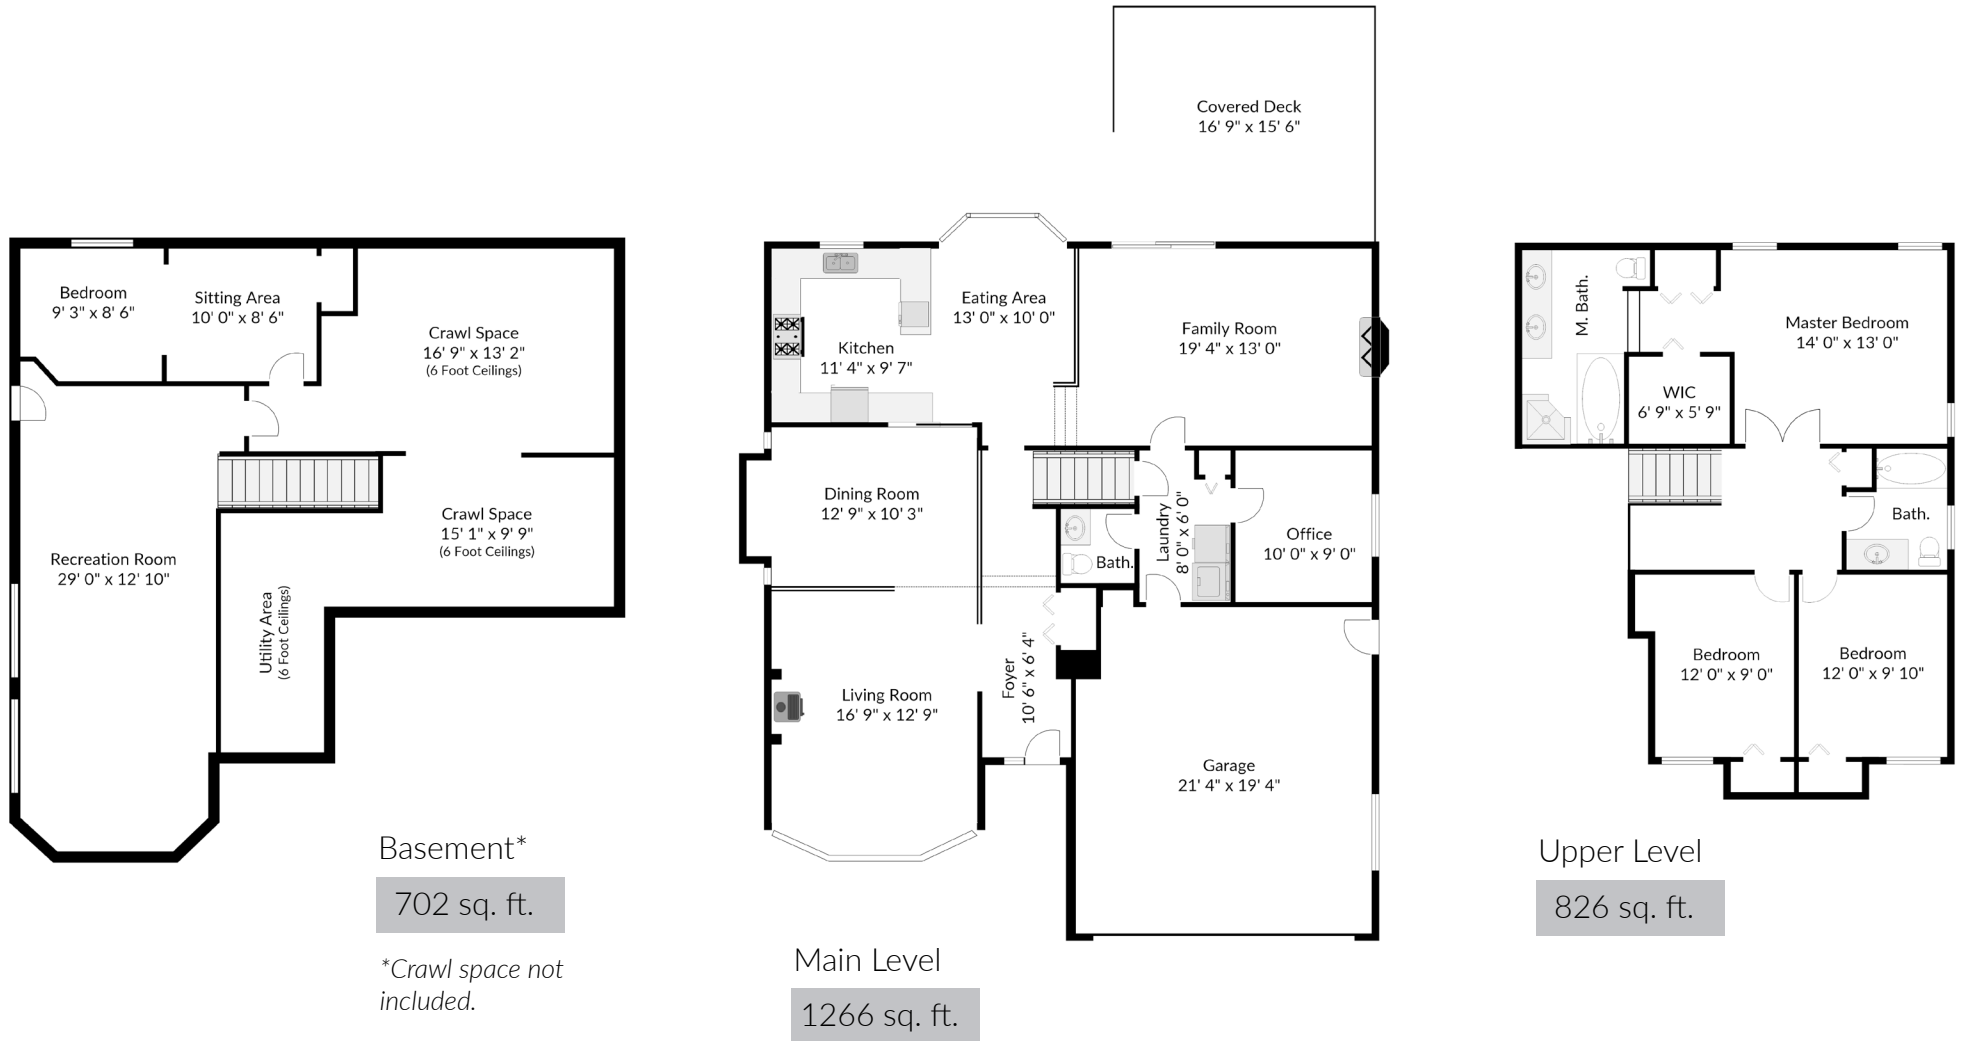 Bedroom
9' 3" x 8' 6"
Sitting Area
10' 0" x 8' 6"
Crawl Space
16' 9" x 13' 2"
(6 Foot Ceilings)
Crawl Space
15' 1" x 9' 9"
(6 Foot Ceilings)
Recreation Room
29' 0" x 12' 10"
Utility Area
(6 Foot Ceilings)
Basement*
702 sq. ft.
*Crawl space not
included.
Covered Deck
16' 9" x 15' 6"
Eating Area
13' 0" x 10' 0"
Family Room
19' 4" x 13' 0"
Kitchen
11' 4" x 9' 7"
Dining Room
12' 9" x 10' 3"
Laundry
8' 0" x 6' 0"
Office
10' 0" x 9' 0"
Bath.
Foyer
10' 6" x 6' 4"
Living Room
16' 9" x 12' 9"
Garage
21' 4" x 19' 4"
Main Level
1266 sq. ft.
M. Bath.
Master Bedroom
14' 0" x 13' 0"
WIC
6' 9" x 5' 9"
Bath.
Bedroom
12' 0" x 9' 0"
Bedroom
12' 0" x 9' 10"
Upper Level
826 sq. ft.